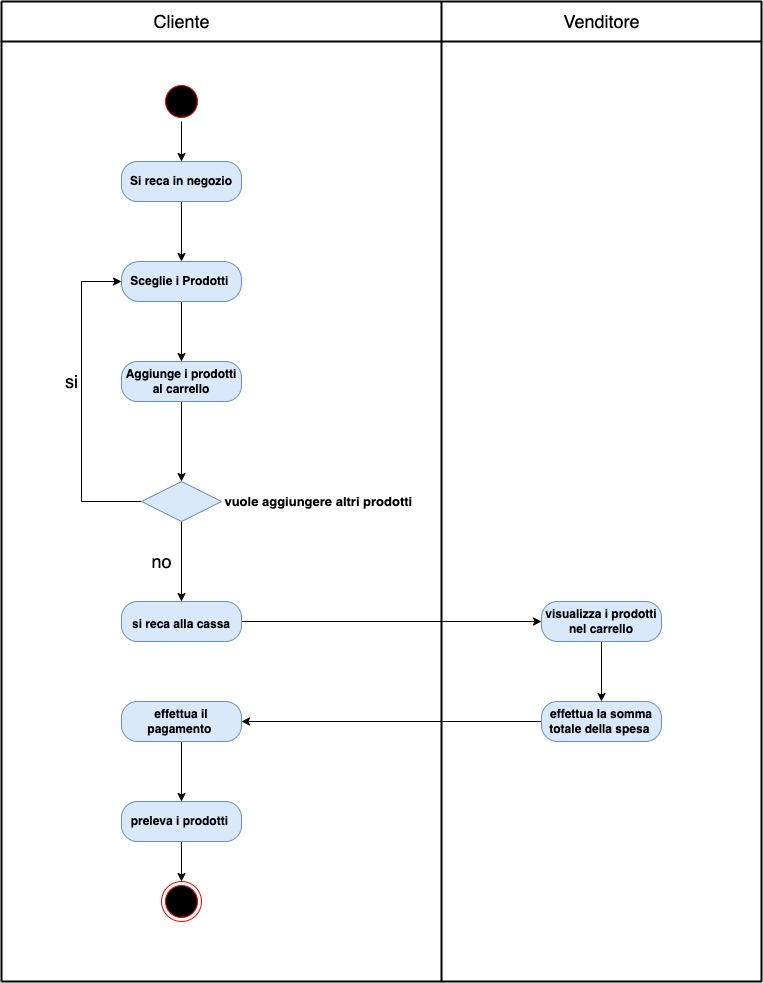 Cliente
Venditore
Si reca in negozio
Sceglie i Prodotti
si
Aggiunge i prodotti
al carrello
vuole aggiungere altri prodotti
no
si reca alla cassa
visualizza i prodotti
nel carrello
effettua il
pagamento
effettua la somma
totale della spesa
preleva i prodotti